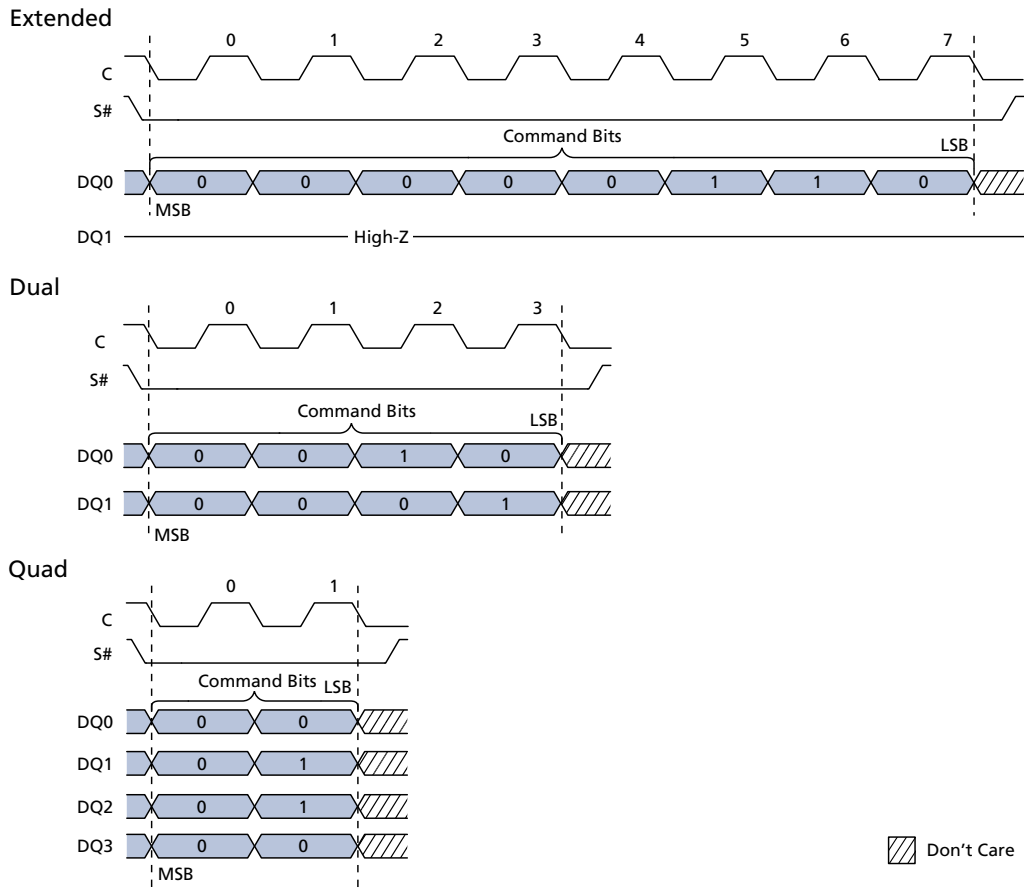 Extended
0 1 2 3 4 5 6 7
C
S#
Command Bits
LSB
DQ0 0 0 0 0 0 1 1 0
MSB
DQ1 High-Z
Dual
0 1 2 3
C
S#
Command Bits
LSB
DQ0 0 0 1 0
DQ1 0 0 0 1
MSB
Quad
0 1
C
S#
Command Bits LSB
DQ0 0 0
DQ1 0 1
DQ2 0 1
DQ3 0 0
MSB
Don't Care